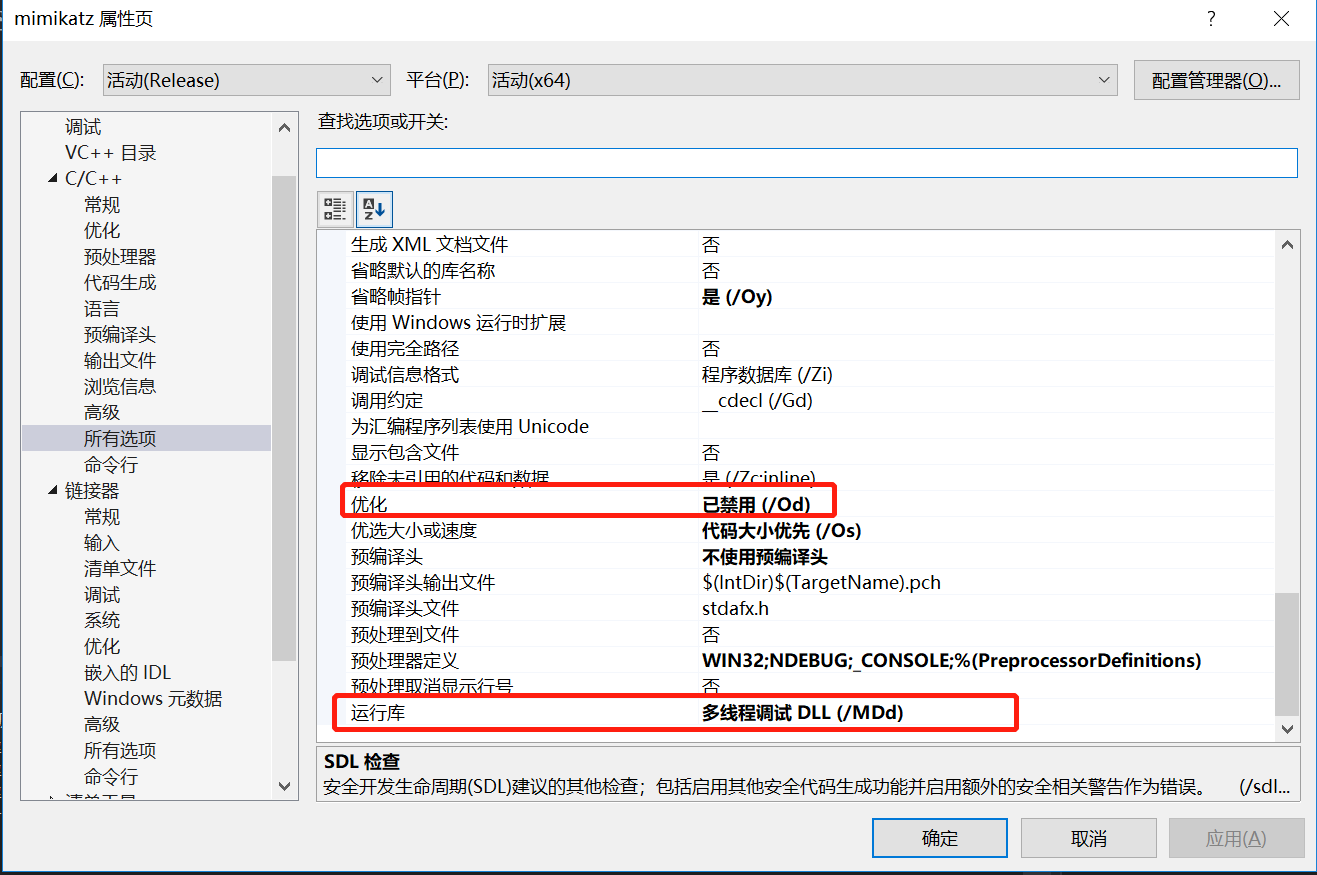 mimikatz 属性页
?
配置(C): 活动(Release) 平台(P): 活动(x64) 配置管理器(O)...
调试
VC++ 目录
C/C++
常规
优化
预处理器
代码生成
语言
预编译头
输出文件
浏览信息
高级
所有选项
命令行
链接器
常规
输入
清单文件
调试
系统
优化
嵌入的 IDL
Windows 元数据
高级
所有选项
命令行
清单工具
查找选项或开关:
生成 XML 文档文件 否
省略默认的库名称 否
省略帧指针 是 (/Oy)
使用 Windows 运行时扩展
使用完全路径 否
调试信息格式 程序数据库 (/Zi)
调用约定 __cdecl (/Gd)
为汇编程序列表使用 Unicode
显示包含文件 否
移除未引用的代码和数据 是 (/Zc:inline)
优化 已禁用 (/Od)
优选大小或速度 代码大小优先 (/Os)
预编译头 不使用预编译头
预编译头输出文件 $(IntDir)$(TargetName).pch
预编译头文件 stdafx.h
预处理到文件 否
预处理器定义 WIN32;NDEBUG;_CONSOLE;%(PreprocessorDefinitions)
预处理取消显示行号 否
运行库 多线程调试 DLL (/MDd)
SDL 检查
安全开发生命周期(SDL)建议的其他检查；包括启用其他安全代码生成功能并启用额外的安全相关警告作为错误。 (/sdl...
确定 取消 应用(A)